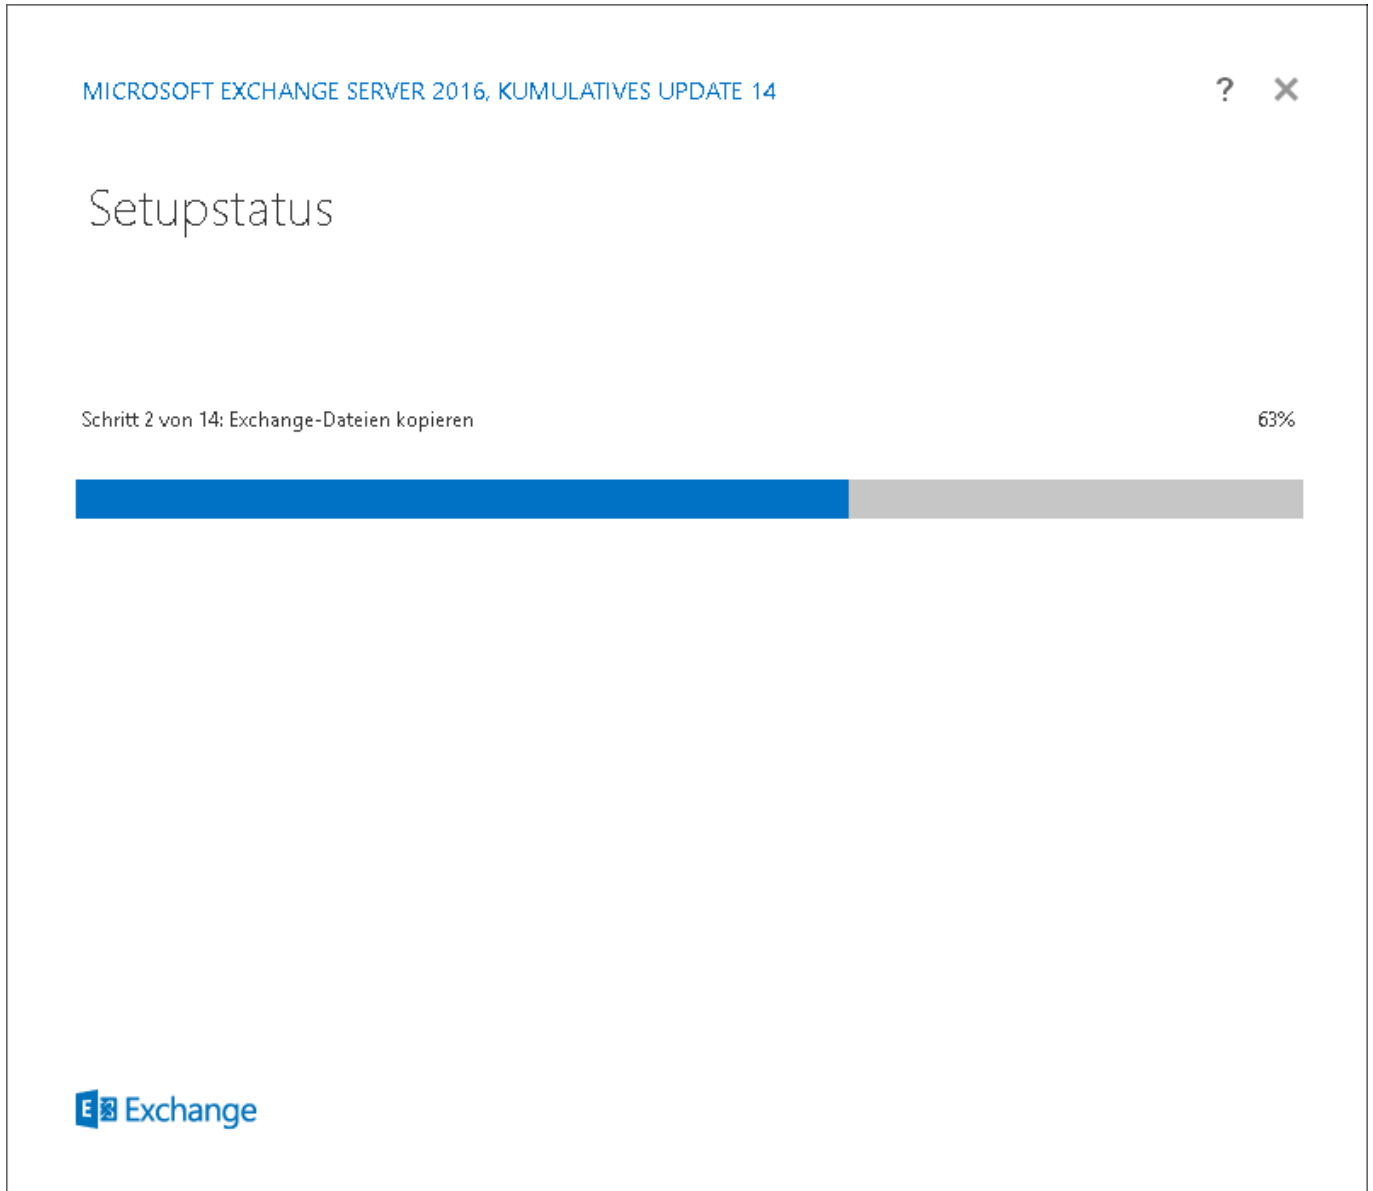 MICROSOFT EXCHANGE SERVER 2016, KUMULATIVES UPDATE 14 ?
Setupstatus
Schritt 2 von 14: Exchange-Dateien kopieren 63%
Exchange